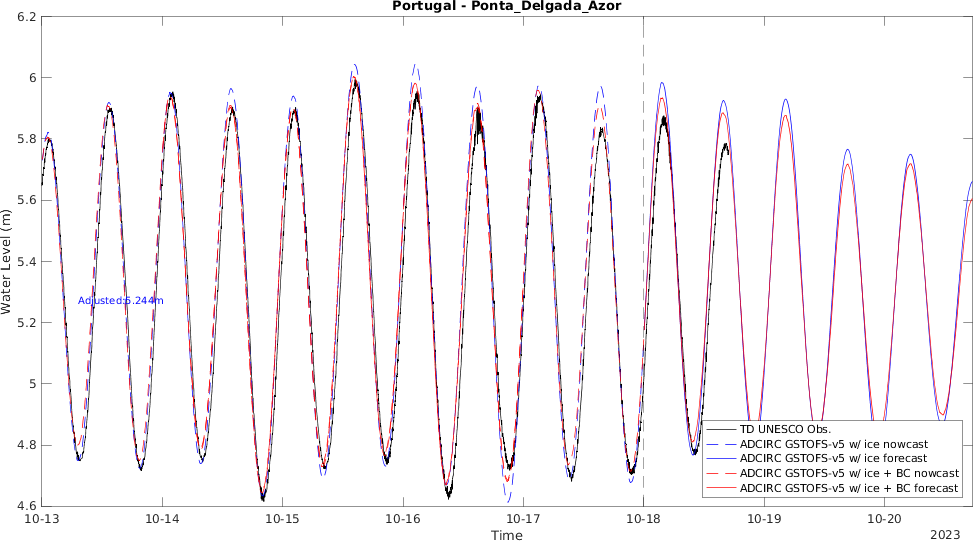 Portugal - Ponta_Delgada_Azor
6.2
6
5.8
5.6
5.4
5.2
5
4.8
4.6
Water Level (m)
Adjusted:5.244m
TD UNESCO Obs.
ADCIRC GSTOFS-v5 w/ ice nowcast
ADCIRC GSTOFS-v5 w/ ice forecast
ADCIRC GSTOFS-v5 w/ ice + BC nowcast
ADCIRC GSTOFS-v5 w/ ice + BC forecast
10-13 10-14 10-15 10-16 10-17 10-18 10-19 10-20
Time
2023